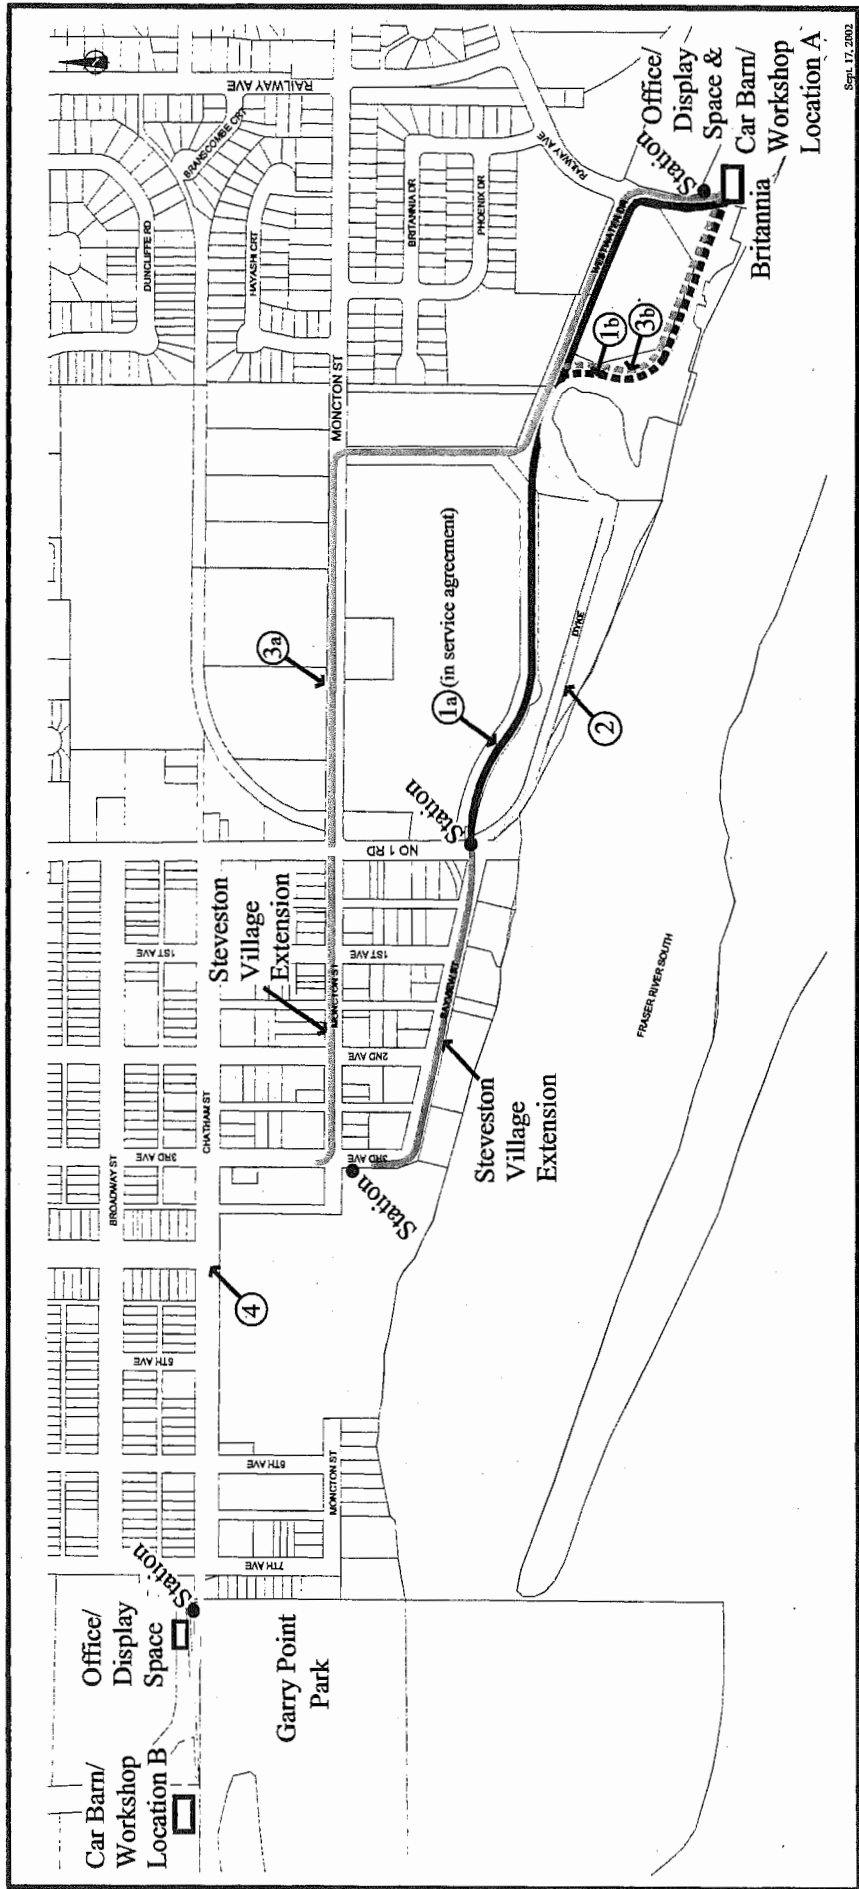 Car Barn/
Workshop
Location B
Office/
Display
Space
Station
Garry Point
Park
7TH AVE
6TH AVE
MONCTON ST
5TH AVE
4
BROADWAY ST
3RD AVE
CHATHAM ST
1ST AVE
Station
3RD AVE
2ND AVE
1ST AVE
MONCTON ST
BAYVIEW ST
Steveston
Village
Extension
Steveston
Village
Extension
NO 1 RD
Station
FRASER RIVER SOUTH
3a
1a (in service agreement)
2
DYKE
MONCTON ST
DUNCLIFFE RD
HAYASHI CRT
BRANSCOMBE CRT
RAILWAY AVE
BRITANNIA DR
PHOENIX DR
RAILWAY AVE
WESTWATER DR
1b
3b
Station
Britannia
Office/
Display
Space &
Car Barn/
Workshop
Location A
Sept. 17, 2002